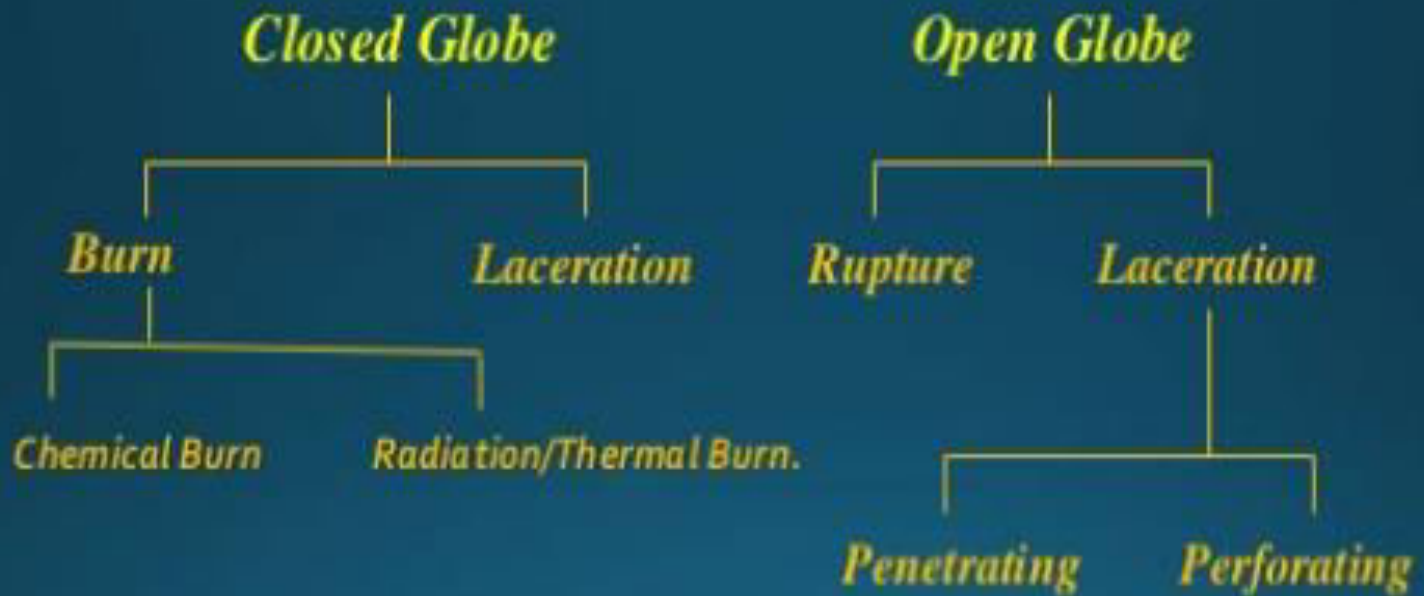 Closed Globe
Open Globe
Burn
Laceration
Rupture
Laceration
Chemical Burn
Radiation/Thermal Burn.
Penetrating
Perforating